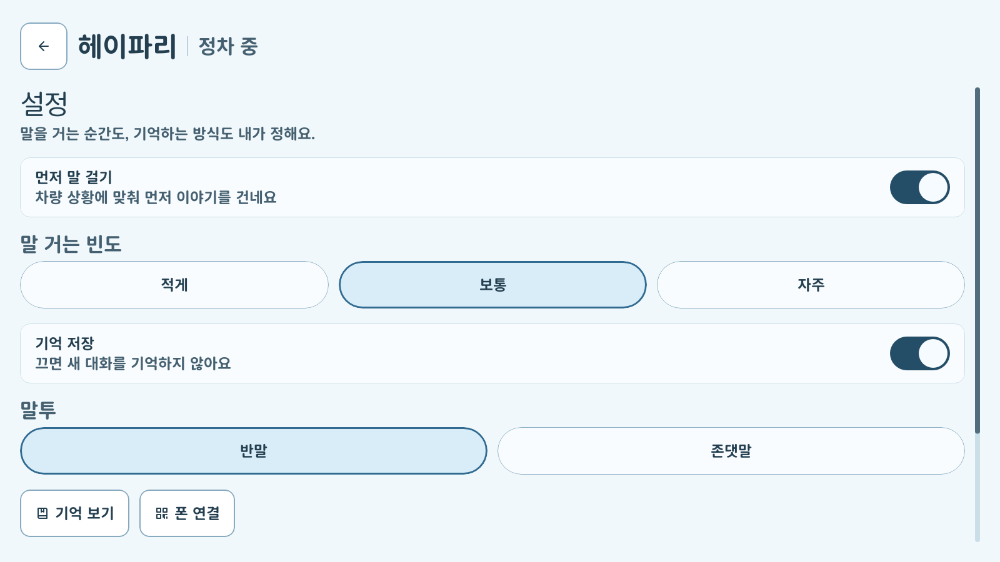 헤이파리
정차 중
설정
말을 거는 순간도, 기억하는 방식도 내가 정해요.
먼저 말 걸기
차량 상황에 맞춰 먼저 이야기를 건네요
말 거는 빈도
적게
보통
자주
기억 저장
끄면 새 대화를 기억하지 않아요
말투
반말
존댓말
기억 보기
폰 연결